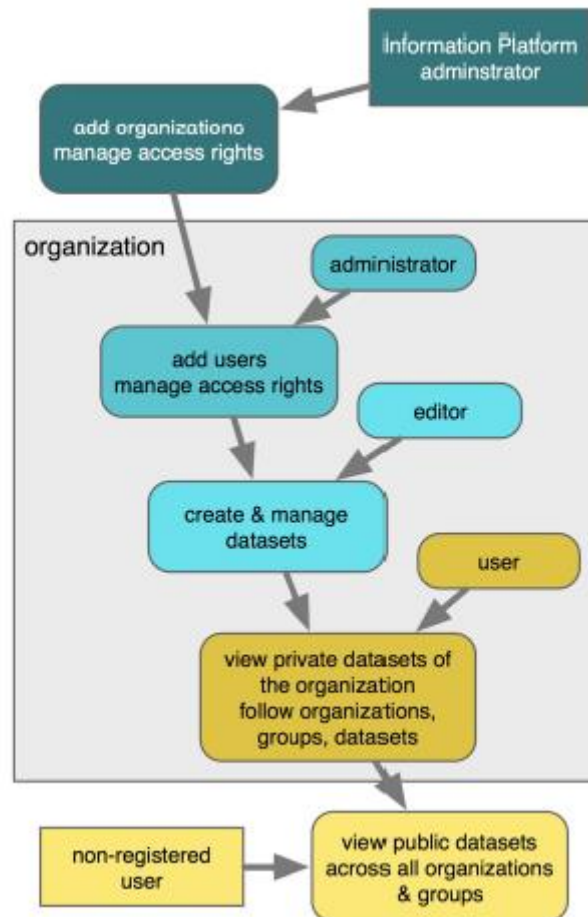 Information Platform
adminstrator
add organizationo
manage access rights
organization
administrator
add users
manage access rights
editor
create & manage
datasets
user
view private datasets of
the organization
follow organizations,
groups, datasets
non-registered
user
view public datasets
across all organizations
& groups